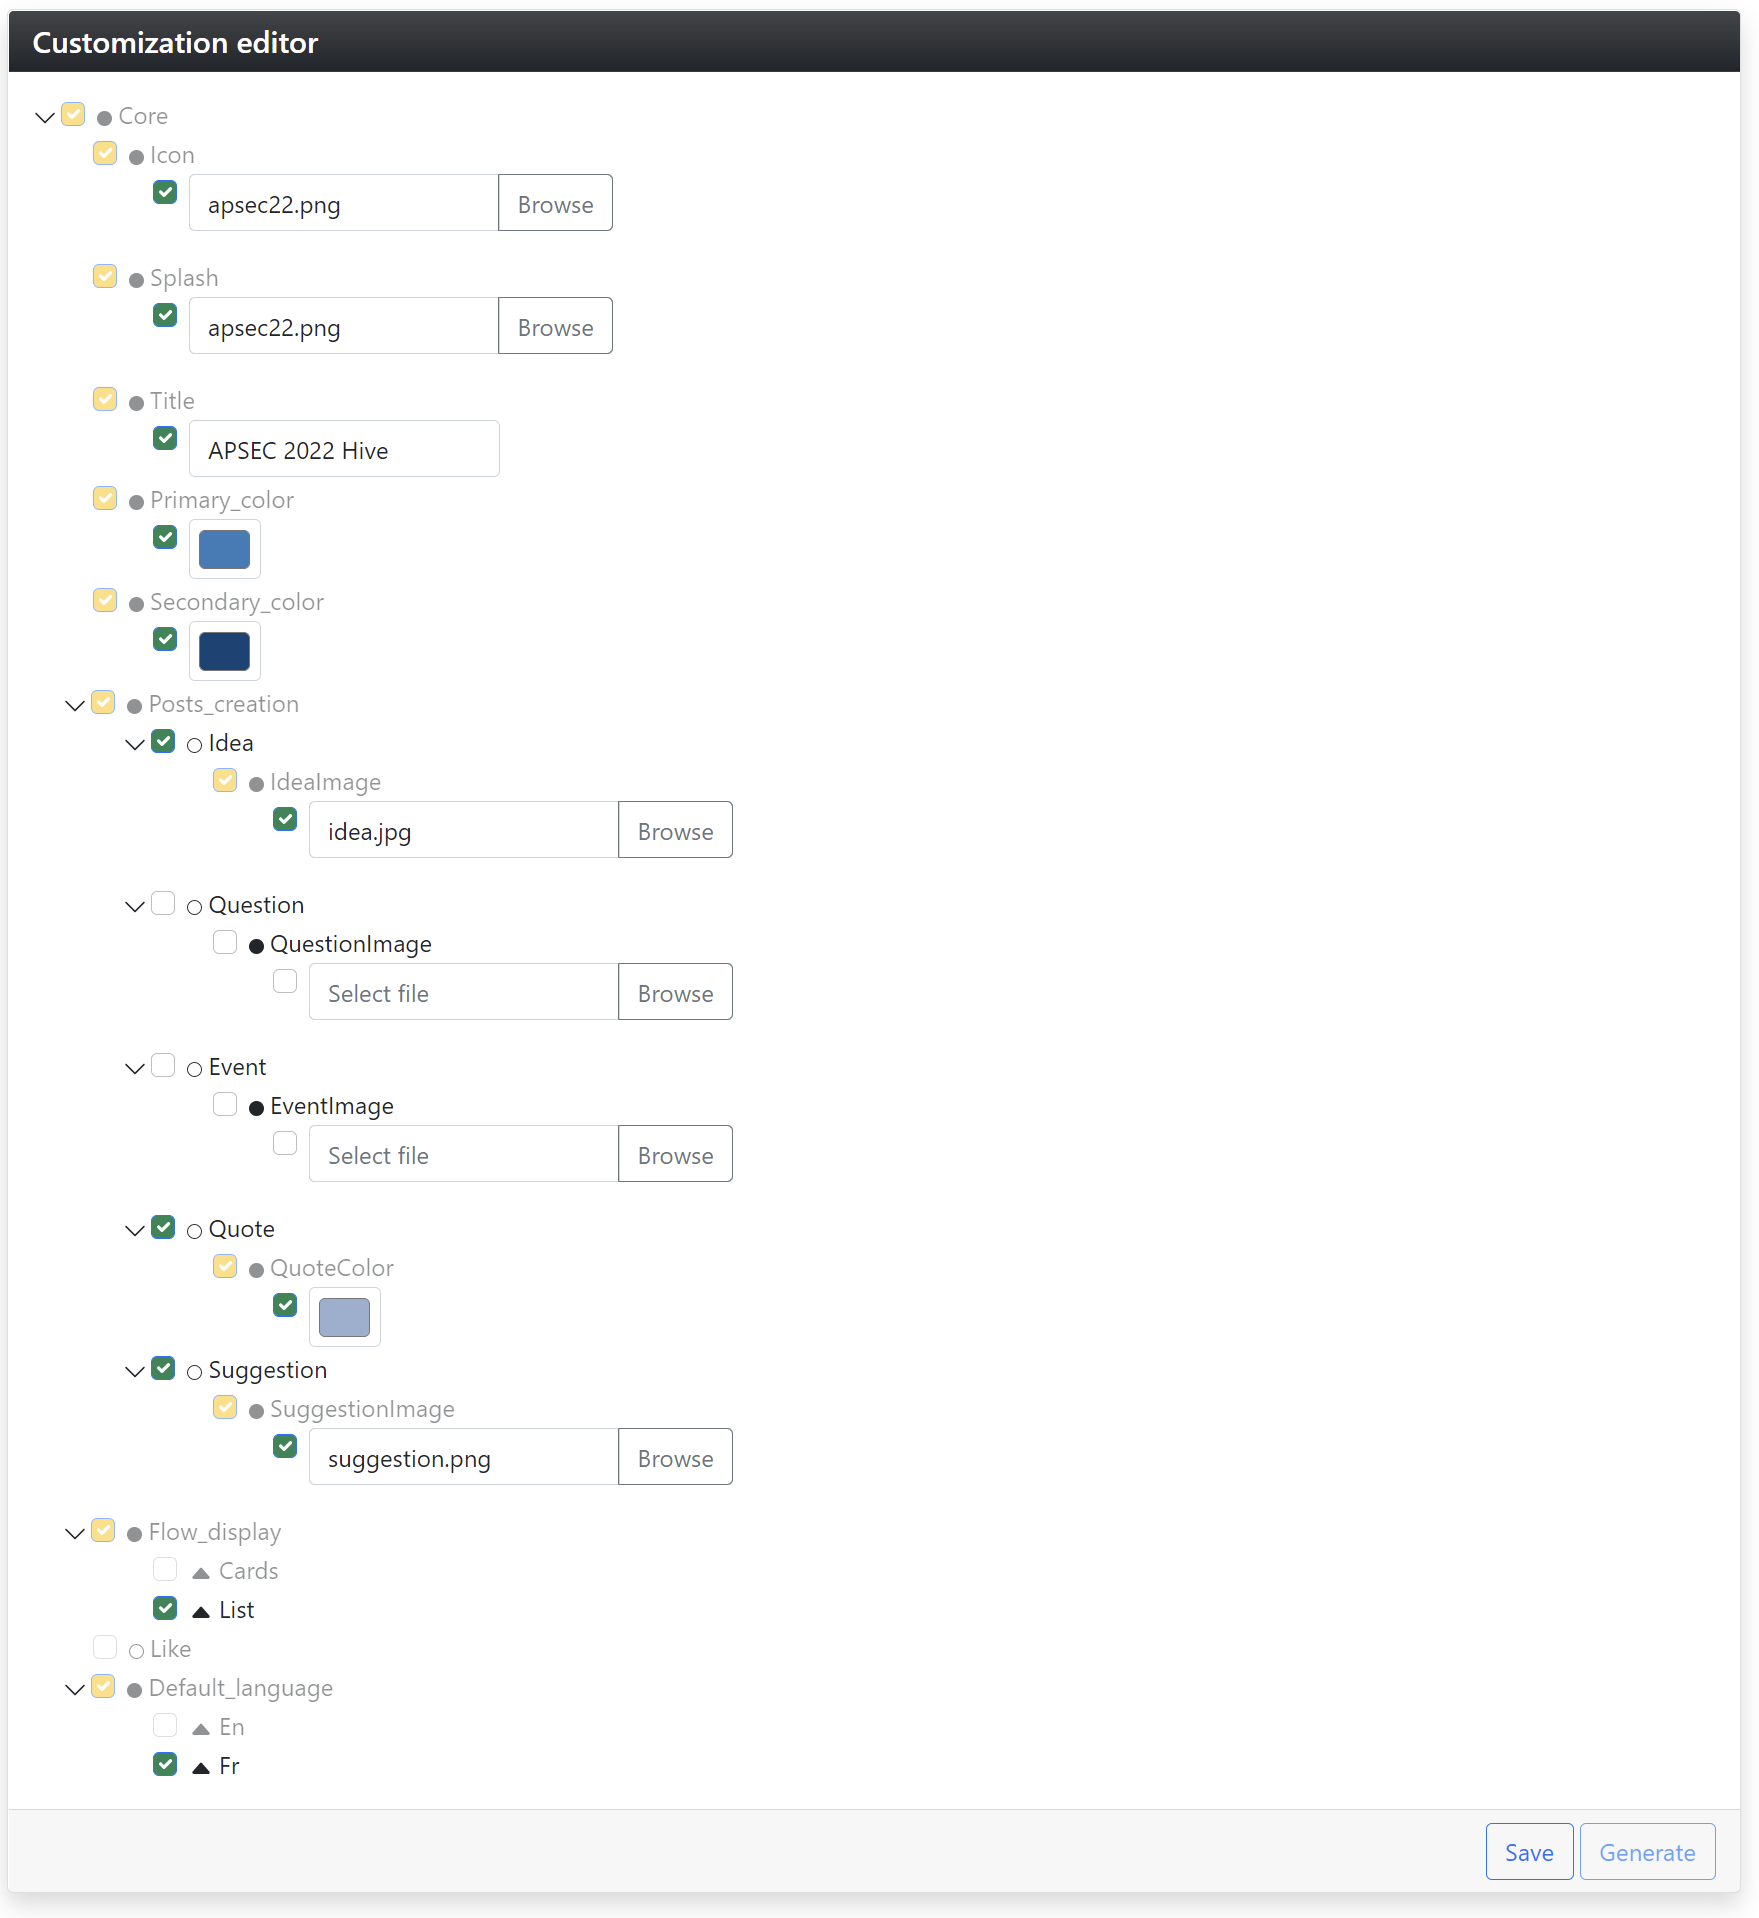 Customization editor
Core
Icon
apsec22.png Browse
Splash
apsec22.png Browse
Title
APSEC 2022 Hive
Primary_color
Secondary_color
Posts_creation
Idea
IdeaImage
idea.jpg Browse
Question
QuestionImage
Select file Browse
Event
EventImage
Select file Browse
Quote
QuoteColor
Suggestion
SuggestionImage
suggestion.png Browse
Flow_display
Cards
List
Like
Default_language
En
Fr
Save Generate